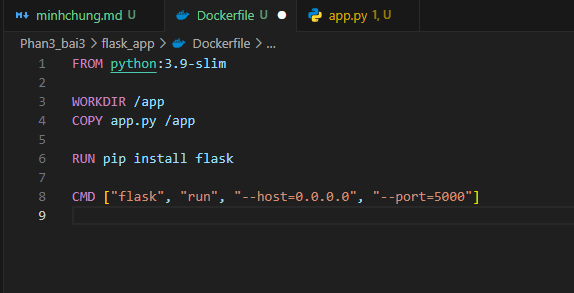 minhchung.md U Dockerfile U app.py 1, U
Phan3_bai3 > flask_app > Dockerfile > ...
1 FROM python:3.9-slim
2
3 WORKDIR /app
4 COPY app.py /app
5
6 RUN pip install flask
7
8 CMD ["flask", "run", "--host=0.0.0.0", "--port=5000"]
9